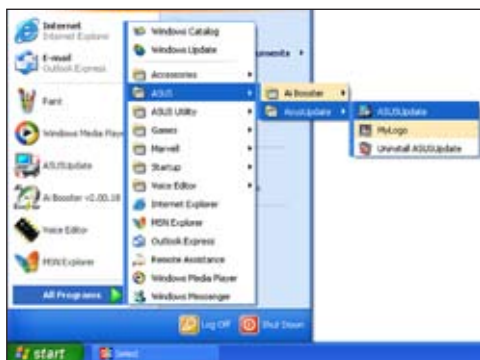 Internet
Internet Explorer
E-mail
Outlook Express
Paint
Windows Media Play
ASUSUpdate
Ai Booster v2.00.18
Voice Editor
MSN Explorer
All Programs
Windows Catalog
Windows Update
Accessories
ASUS
ASUS Utility
Games
Marvell
Startup
Voice Editor
Internet Explorer
MSN Explorer
Outlook Express
Remote Assistance
Windows Media Player
Windows Messenger
uments
Ai Booster
AsusUpdate
ASUSUpdate
MyLogo
Uninstall ASUSUpdate
Log Off
Shut Down
start